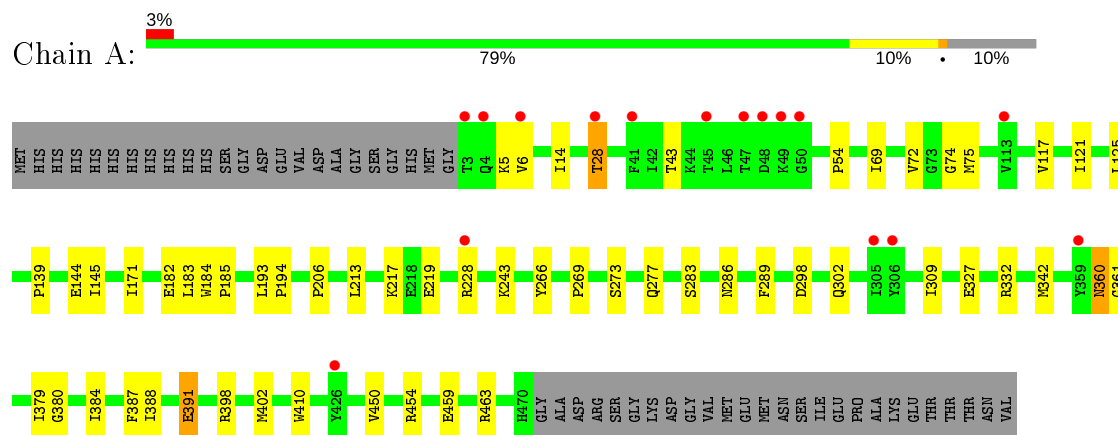 3%
Chain A:
79% 10% • 10%
MET HIS HIS HIS HIS HIS HIS HIS HIS HIS HIS SER GLY ASP GLU VAL ASP ALA GLY SER GLY GLY HIS MET GLY T3 Q4 K5 V6 I14 T28 F41 I42 T43 K44 T45 L46 T47 D48 K49 G50 P54 I69 V72 G73 G74 M75 V113 V117 I121
P139 E144 I145 I171 E182 L183 W184 P185 L193 P194 P206 L213 K217 E218 E219 R228 K243 Y266 P269 S273 Q277 S283 N286 F289 D298 Q302 I305 Y306 I309 E327 R332 M342 Y359 N360
I379 G380 I384 F387 I388 E391 R398 M402 W410 Y426 V450 R454 E459 R463 H470 GLY ALA ASP ARG SER GLY LYS ASP GLY VAL MET GLU MET ASN SER ILE GLU PRO ALA LYS GLU THR THR THR ASN VAL